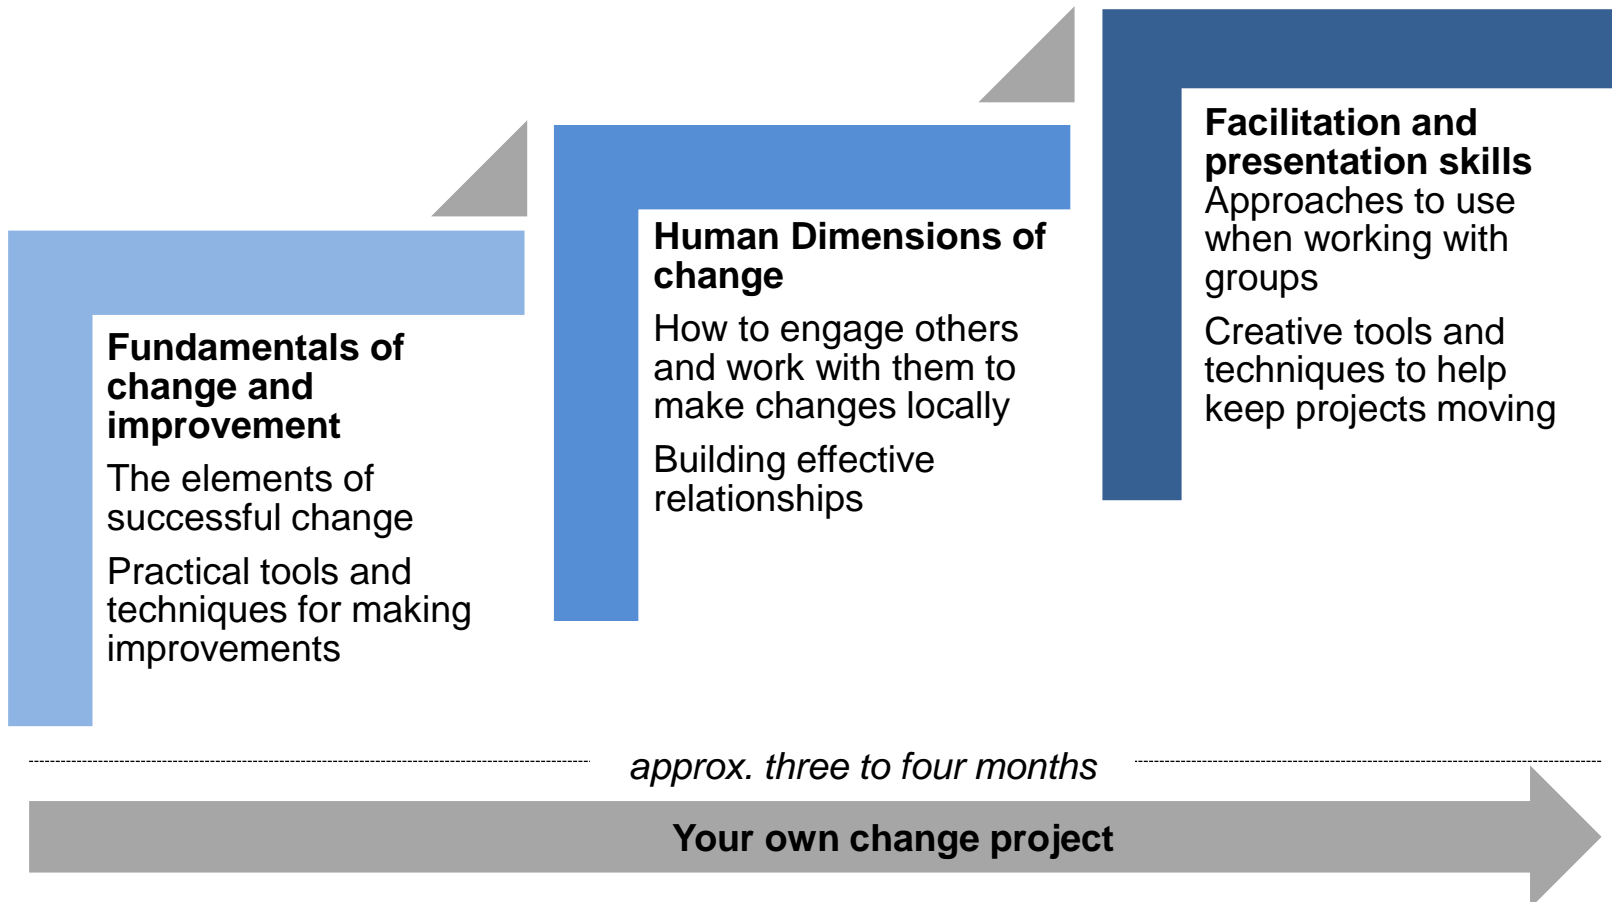 Fundamentals of
change and
improvement
The elements of
successful change
Practical tools and
techniques for making
improvements
Human Dimensions of
change
How to engage others
and work with them to
make changes locally
Building effective
relationships
Facilitation and
presentation skills
Approaches to use
when working with
groups
Creative tools and
techniques to help
keep projects moving
approx. three to four months
Your own change project